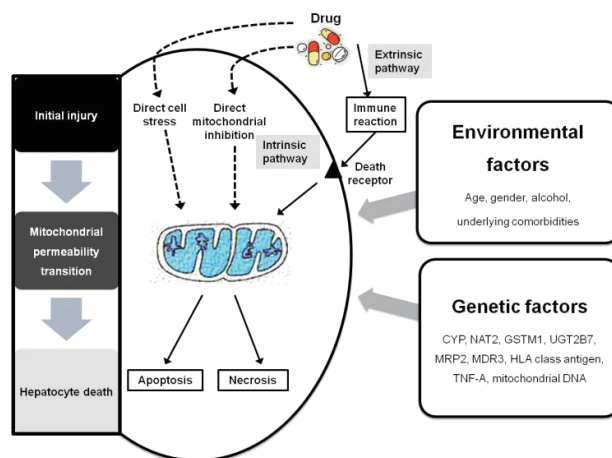 Drug
Extrinsic
pathway
Initial injury
Direct cell
stress
Direct
mitochondrial
inhibition
Immune
reaction
Intrinsic
pathway
Death
receptor
Environmental
factors
Age, gender, alcohol,
underlying comorbidities
Mitochondrial
permeability
transition
Genetic factors
CYP, NAT2, GSTM1, UGT2B7,
MRP2, MDR3, HLA class antigen,
TNF-A, mitochondrial DNA
Hepatocyte death
Apoptosis
Necrosis